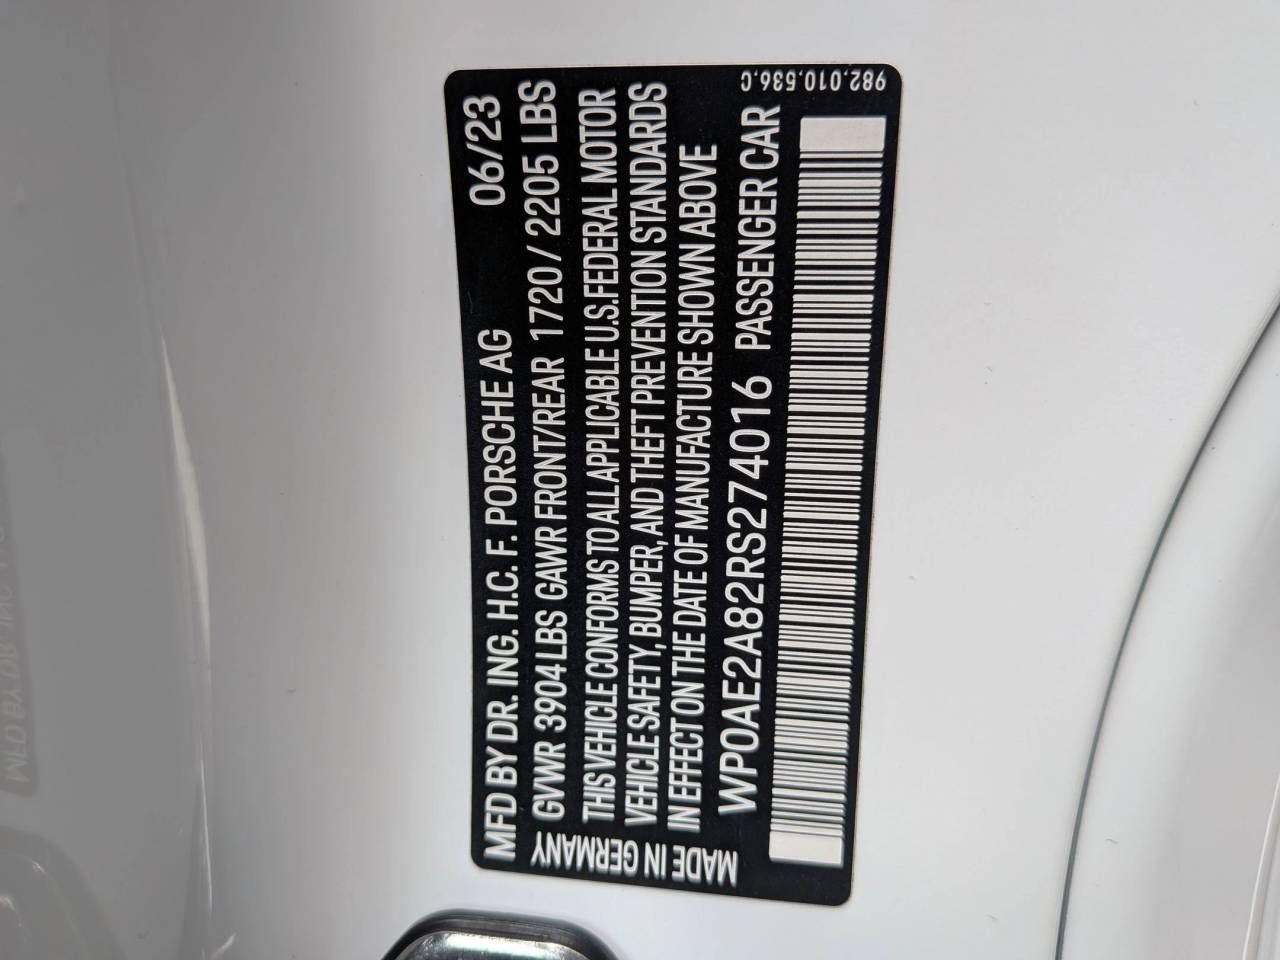 MFD BY DR. ING. H.C. F. PORSCHE AG 06/23
GVWR 3904 LBS GAWR FRONT/REAR 1720 / 2205 LBS
THIS VEHICLE CONFORMS TO ALL APPLICABLE U.S. FEDERAL MOTOR
VEHICLE SAFETY, BUMPER, AND THEFT PREVENTION STANDARDS
IN EFFECT ON THE DATE OF MANUFACTURE SHOWN ABOVE
WP0AE2A82RS274016 PASSENGER CAR
MADE IN GERMANY
982.010.536.C